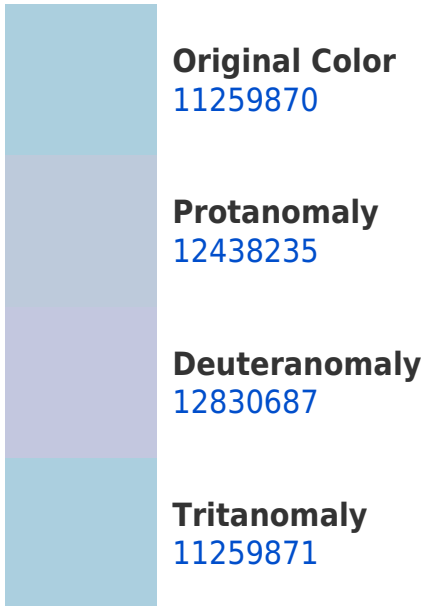 Original Color
11259870
Protanomaly
12438235
Deuteranomaly
12830687
Tritanomaly
11259871